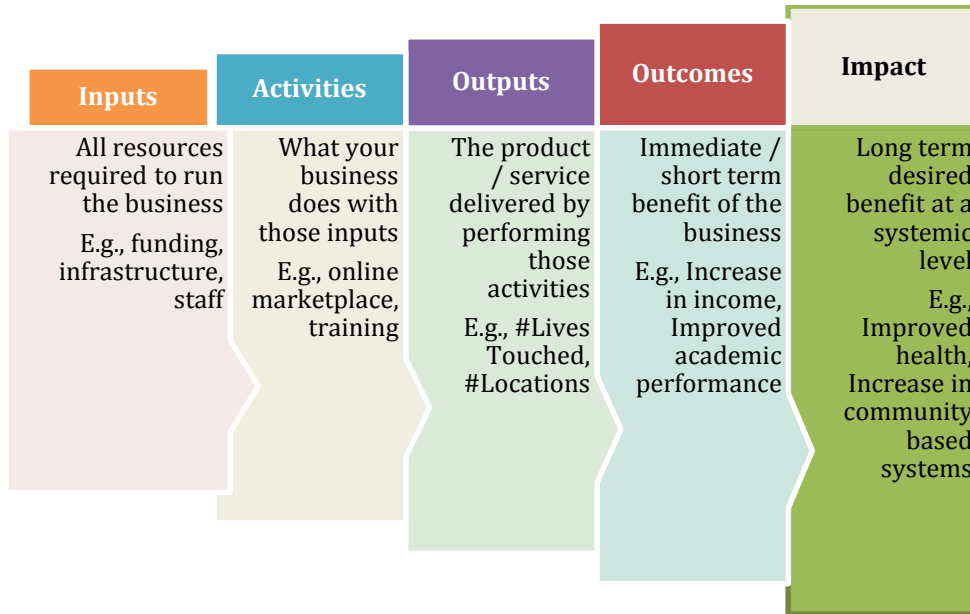 Inputs
All resources
required to run
the business
E.g., funding,
infrastructure,
staff
Activities
What your
business
does with
those inputs
E.g., online
marketplace,
training
Outputs
The product
/ service
delivered by
performing
those
activities
E.g., #Lives
Touched,
#Locations
Outcomes
Immediate /
short term
benefit of the
business
E.g., Increase
in income,
Improved
academic
performance
Impact
Long term
desired
benefit at a
systemic
level
E.g.,
Improved
health,
Increase in
community
based
systems